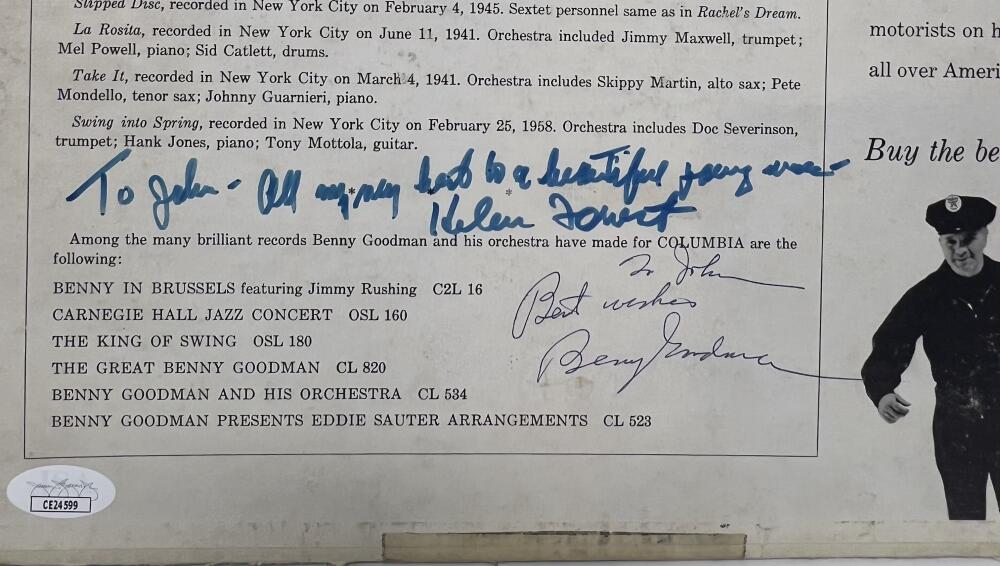 Slipped Disc, recorded in New York City on February 4, 1945. Sextet personnel same as in Rachel's Dream.
La Rosita, recorded in New York City on June 11, 1941. Orchestra included Jimmy Maxwell, trumpet;
Mel Powell, piano; Sid Catlett, drums.
Take It, recorded in New York City on March 4, 1941. Orchestra includes Skippy Martin, alto sax; Pete
Mondello, tenor sax; Johnny Guarnieri, piano.
Swing into Spring, recorded in New York City on February 25, 1958. Orchestra includes Doc Severinson,
trumpet; Hank Jones, piano; Tony Mottola, guitar.
To John - All my very best to a beautiful young man
* * *
Helen Forrest
Among the many brilliant records Benny Goodman and his orchestra have made for COLUMBIA are the
following:
BENNY IN BRUSSELS featuring Jimmy Rushing C2L 16
CARNEGIE HALL JAZZ CONCERT OSL 160
THE KING OF SWING OSL 180
THE GREAT BENNY GOODMAN CL 820
BENNY GOODMAN AND HIS ORCHESTRA CL 534
BENNY GOODMAN PRESENTS EDDIE SAUTER ARRANGEMENTS CL 523
To John
Best wishes
Benny Goodman
motorists on h
all over Ameri
Buy the be
CE24599